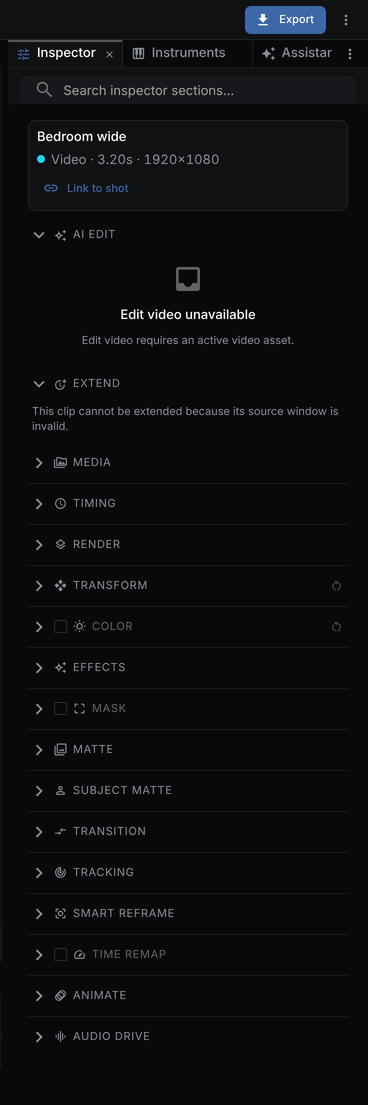 Export
Inspector
Instruments
Assistar
Search inspector sections...
Bedroom wide
Video · 3.20s · 1920×1080
Link to shot
AI EDIT
Edit video unavailable
Edit video requires an active video asset.
EXTEND
This clip cannot be extended because its source window is
invalid.
MEDIA
TIMING
RENDER
TRANSFORM
COLOR
EFFECTS
MASK
MATTE
SUBJECT MATTE
TRANSITION
TRACKING
SMART REFRAME
TIME REMAP
ANIMATE
AUDIO DRIVE